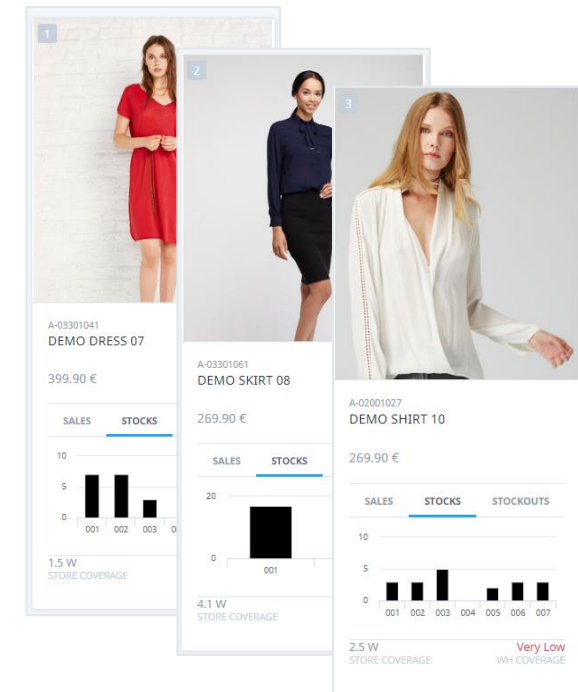 1
A-03301041
DEMO DRESS 07
399.90 €
SALES STOCKS
10
5
0
001 002 003
1.5 W
STORE COVERAGE
2
A-03301061
DEMO SKIRT 08
269.90 €
SALES STOCKS
20
0
001
4.1 W
STORE COVERAGE
3
A-02001027
DEMO SHIRT 10
269.90 €
SALES STOCKS STOCKOUTS
10
5
0
001 002 003 004 005 006 007
2.5 W Very Low
STORE COVERAGE WH COVERAGE